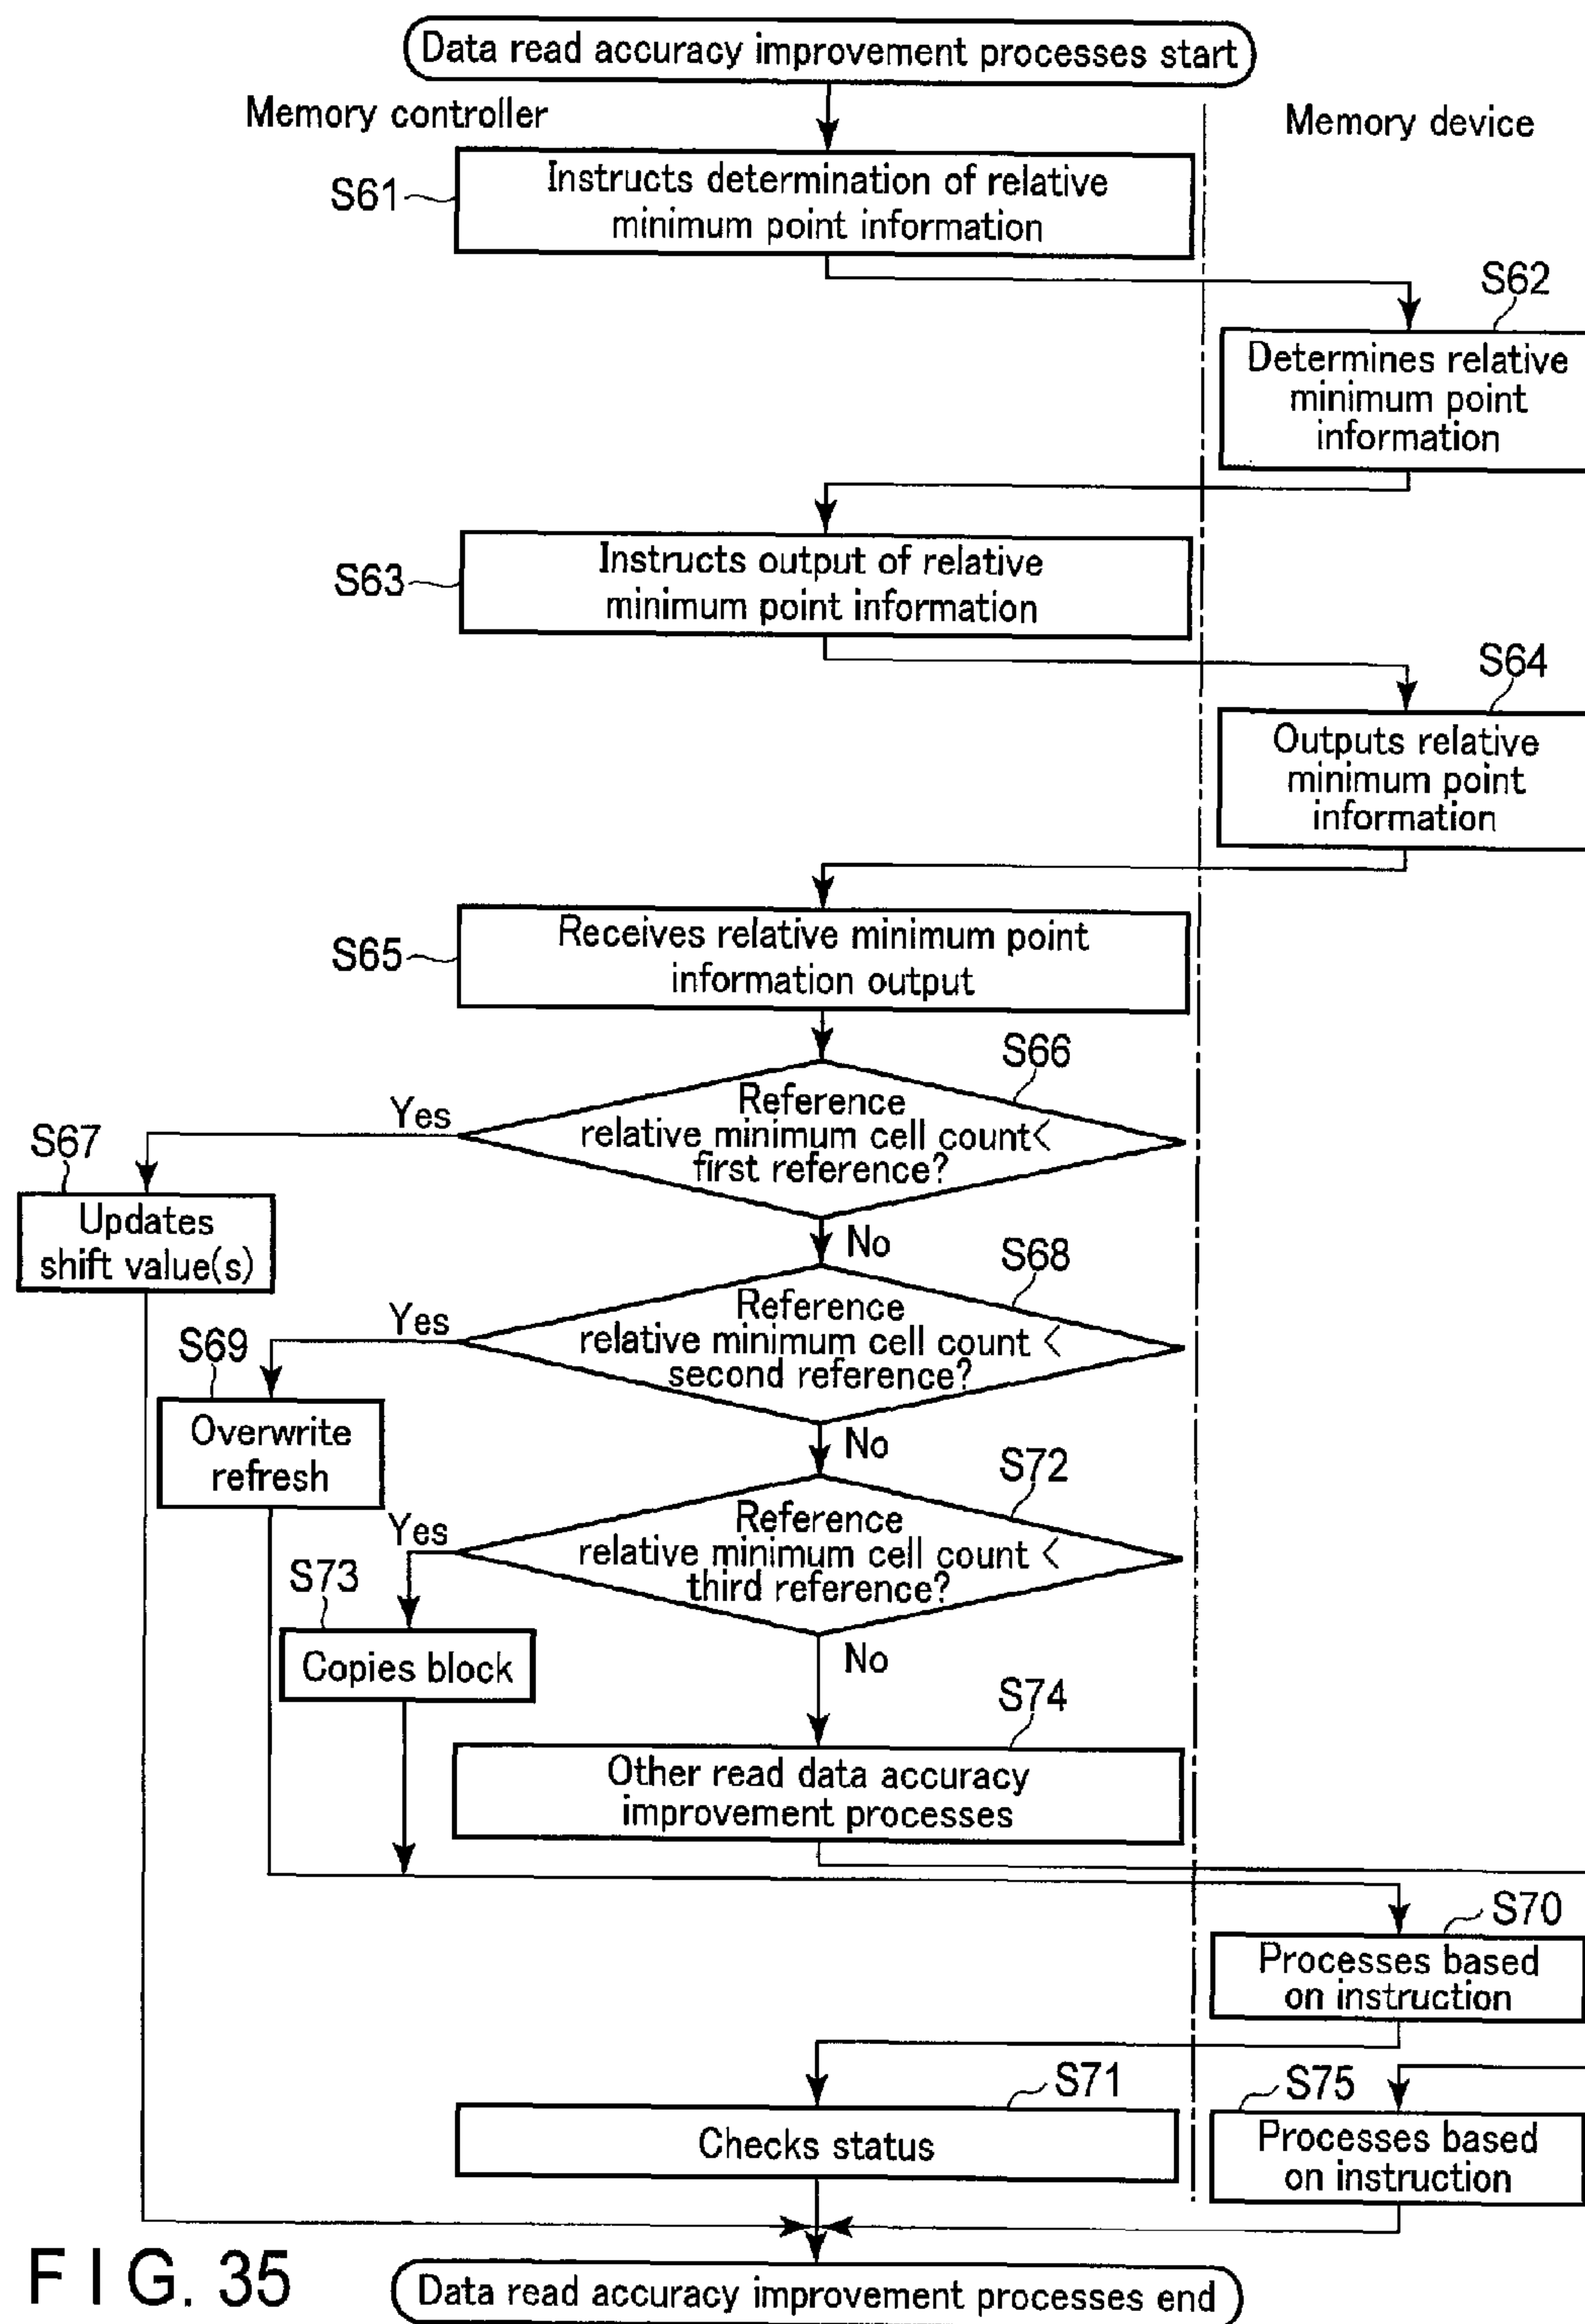 Data read accuracy improvement processes start
Memory controller
Memory device
S61
Instructs determination of relative
minimum point information
S62
Determines relative
minimum point
information
S63
Instructs output of relative
minimum point information
S64
Outputs relative
minimum point
information
S65
Receives relative minimum point
information output
S66
Reference
relative minimum cell count<
first reference?
Yes
S67
Updates
shift value(s)
No
S68
Reference
relative minimum cell count <
second reference?
Yes
S69
Overwrite
refresh
No
S72
Reference
relative minimum cell count <
third reference?
Yes
S73
Copies block
No
S74
Other read data accuracy
improvement processes
S70
Processes based
on instruction
S71
Checks status
S75
Processes based
on instruction
FIG. 35
Data read accuracy improvement processes end